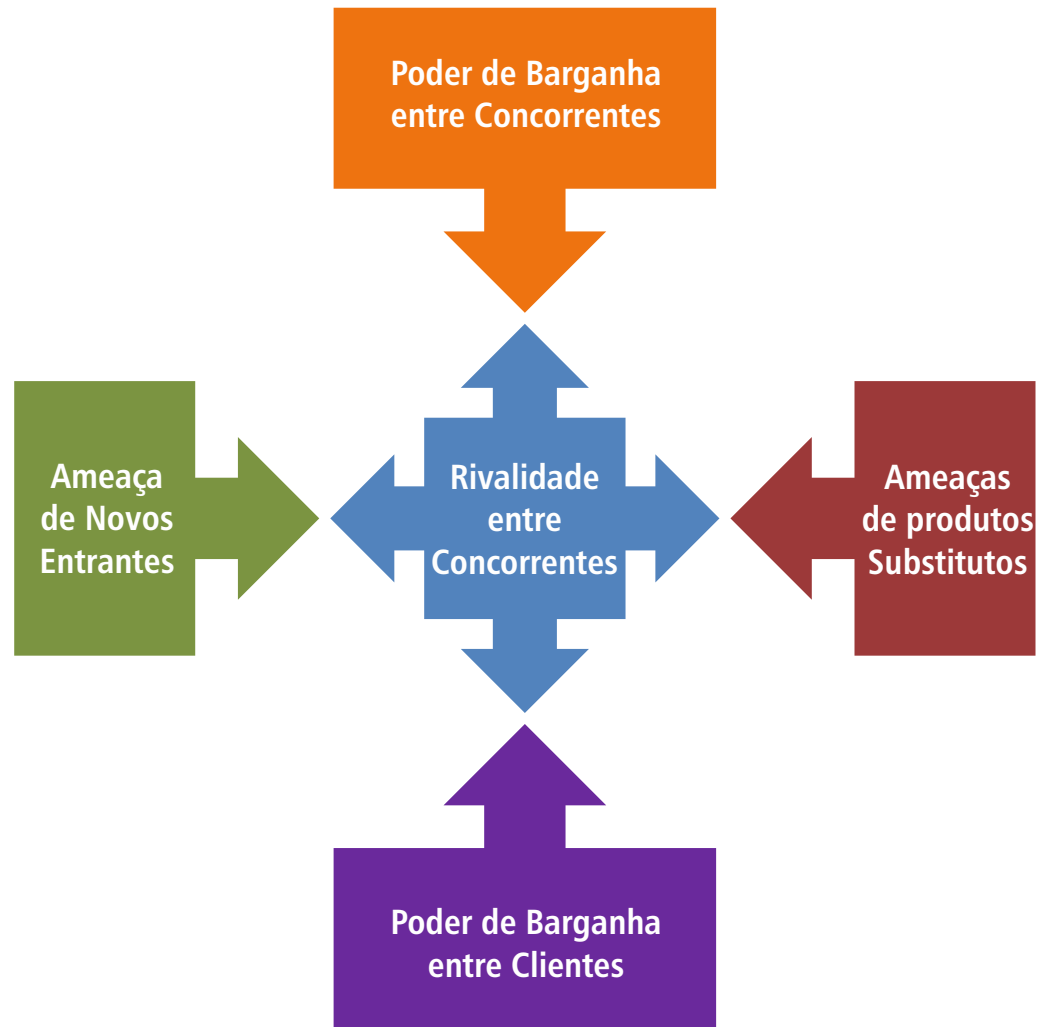 Poder de Barganha
entre Concorrentes
Ameaça
de Novos
Entrantes
Rivalidade
entre
Concorrentes
Ameaças
de produtos
Substitutos
Poder de Barganha
entre Clientes